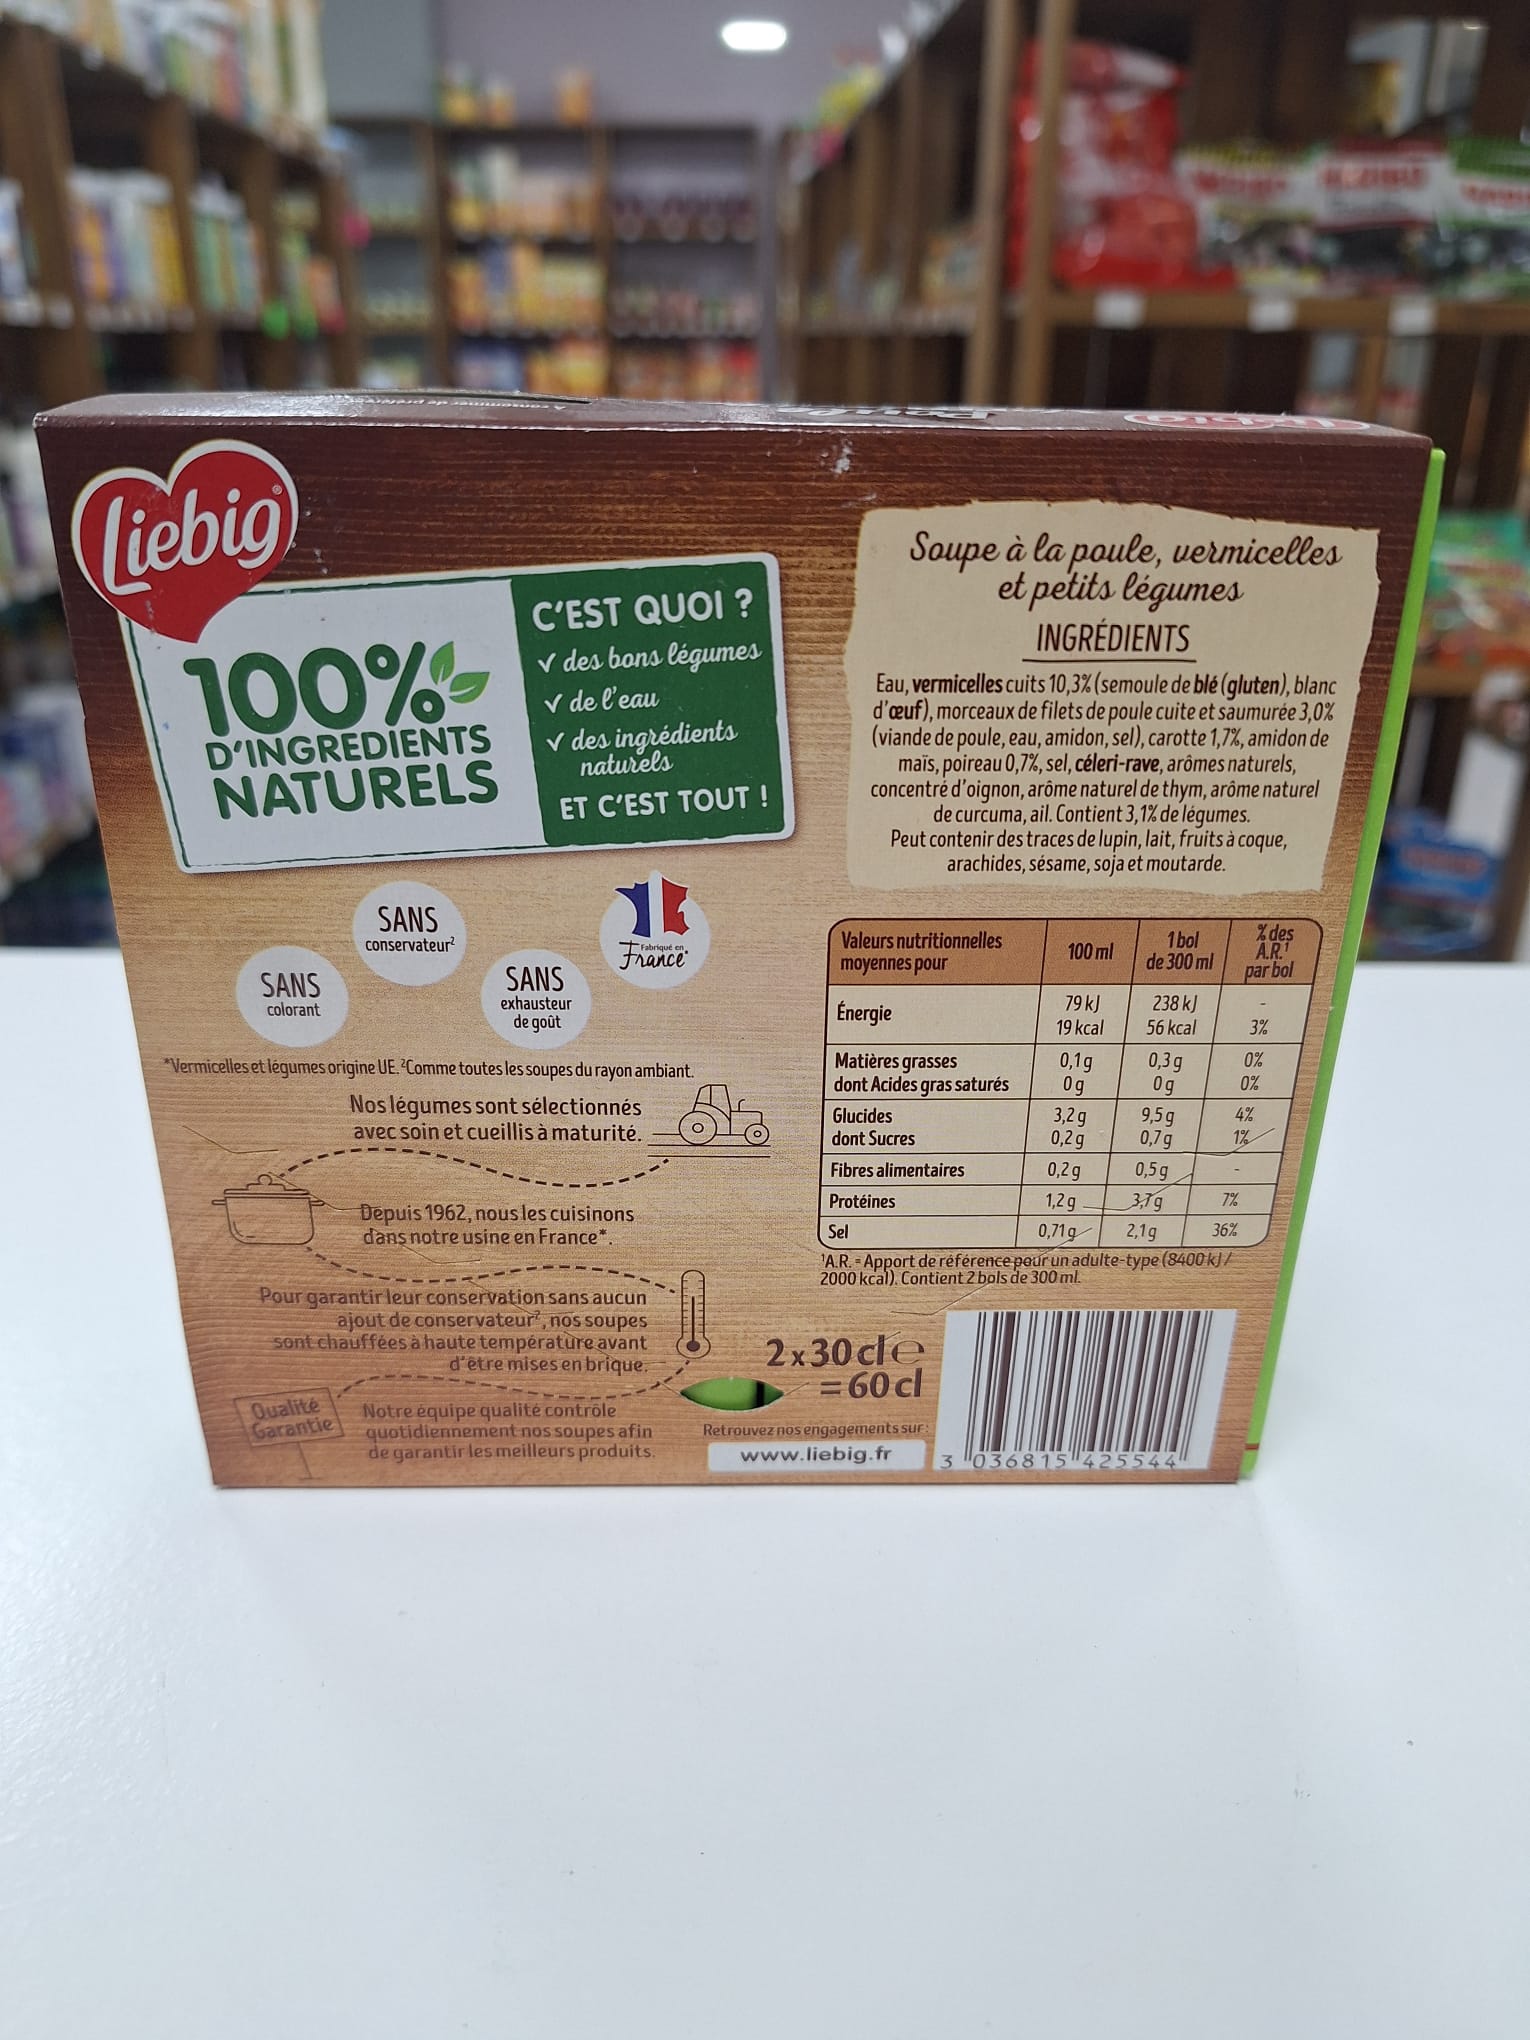 Liebig
100%
D'INGREDIENTS
NATURELS
C'EST QUOI ?
✓ des bons légumes
✓ de l'eau
✓ des ingrédients
naturels
ET C'EST TOUT !
SANS
colorant
SANS
conservateur²
SANS
exhausteur
de goût
Fabriqué en
France*
*Vermicelles et légumes origine UE. ²Comme toutes les soupes du rayon ambiant.
Nos légumes sont sélectionnés
avec soin et cueillis à maturité.
Depuis 1962, nous les cuisinons
dans notre usine en France*.
Pour garantir leur conservation sans aucun
ajout de conservateur², nos soupes
sont chauffées à haute température avant
d'être mises en brique.
Qualité
Garantie
Notre équipe qualité contrôle
quotidiennement nos soupes afin
de garantir les meilleurs produits.
Soupe à la poule, vermicelles
et petits légumes
INGRÉDIENTS
Eau, vermicelles cuits 10,3% (semoule de blé (gluten), blanc
d'œuf), morceaux de filets de poule cuite et saumurée 3,0%
(viande de poule, eau, amidon, sel), carotte 1,7%, amidon de
maïs, poireau 0,7%, sel, céleri-rave, arômes naturels,
concentré d'oignon, arôme naturel de thym, arôme naturel
de curcuma, ail. Contient 3,1% de légumes.
Peut contenir des traces de lupin, lait, fruits à coque,
arachides, sésame, soja et moutarde.
Valeurs nutritionnelles moyennes pour 100 ml 1 bol de 300 ml % des A.R.¹ par bol
Énergie 79 kJ 238 kJ -
19 kcal 56 kcal 3%
Matières grasses 0,1 g 0,3 g 0%
dont Acides gras saturés 0 g 0 g 0%
Glucides 3,2 g 9,5 g 4%
dont Sucres 0,2 g 0,7 g 1%
Fibres alimentaires 0,2 g 0,5 g -
Protéines 1,2 g 3,7 g 7%
Sel 0,71 g 2,1 g 36%
¹A.R. = Apport de référence pour un adulte-type (8400 kJ /
2000 kcal). Contient 2 bols de 300 ml.
2 x 30 cl e
= 60 cl
Retrouvez nos engagements sur :
www.liebig.fr
3 036815 425544